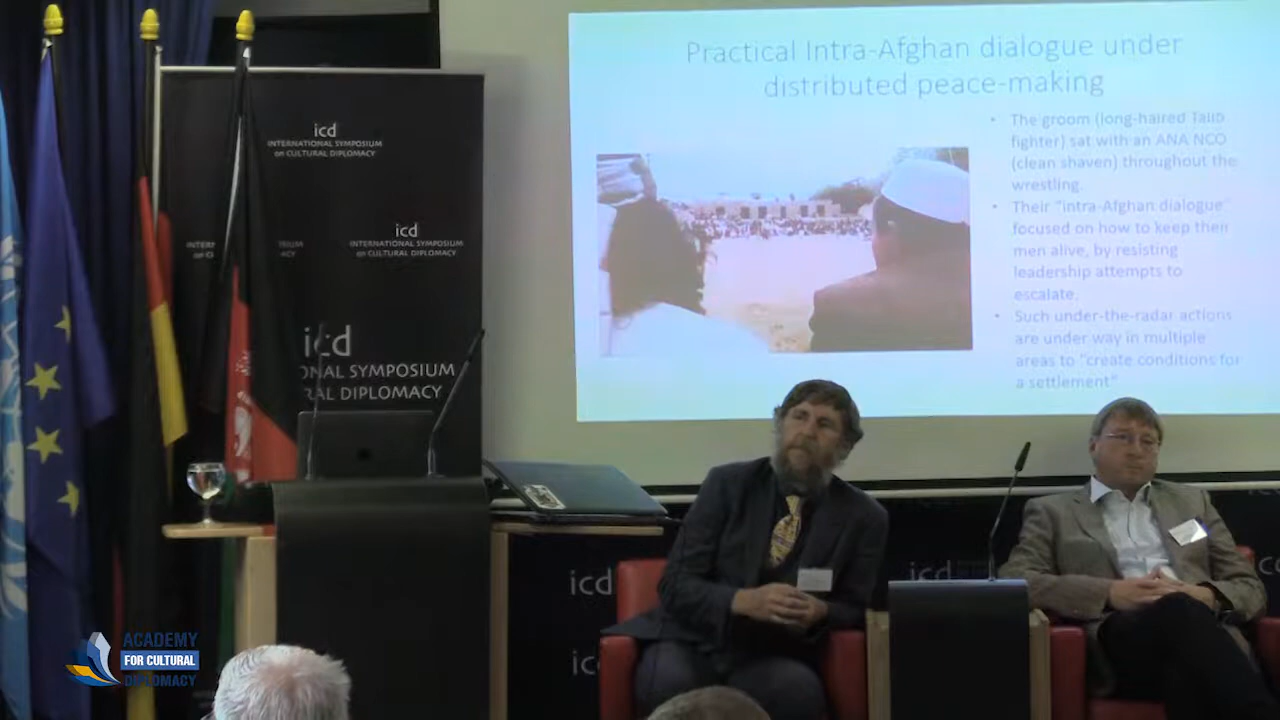 Practical Intra-Afghan dialogue under
distributed peace-making
• The groom (long-haired Talib
fighter) sat with an ANA NCO
(clean shaven) throughout the
wrestling.
• Their "intra-Afghan dialogue"
focused on how to keep their
men alive, by resisting
leadership attempts to
escalate.
• Such under-the-radar actions
are under way in multiple
areas to "create conditions for
a settlement"
icd
INTERNATIONAL SYMPOSIUM
on CULTURAL DIPLOMACY
icd
INTERNATIONAL SYMPOSIUM
on CULTURAL DIPLOMACY
icd
ONAL SYMPOSIUM
RAL DIPLOMACY
icd
icd
icd
ACADEMY
FOR CULTURAL
DIPLOMACY